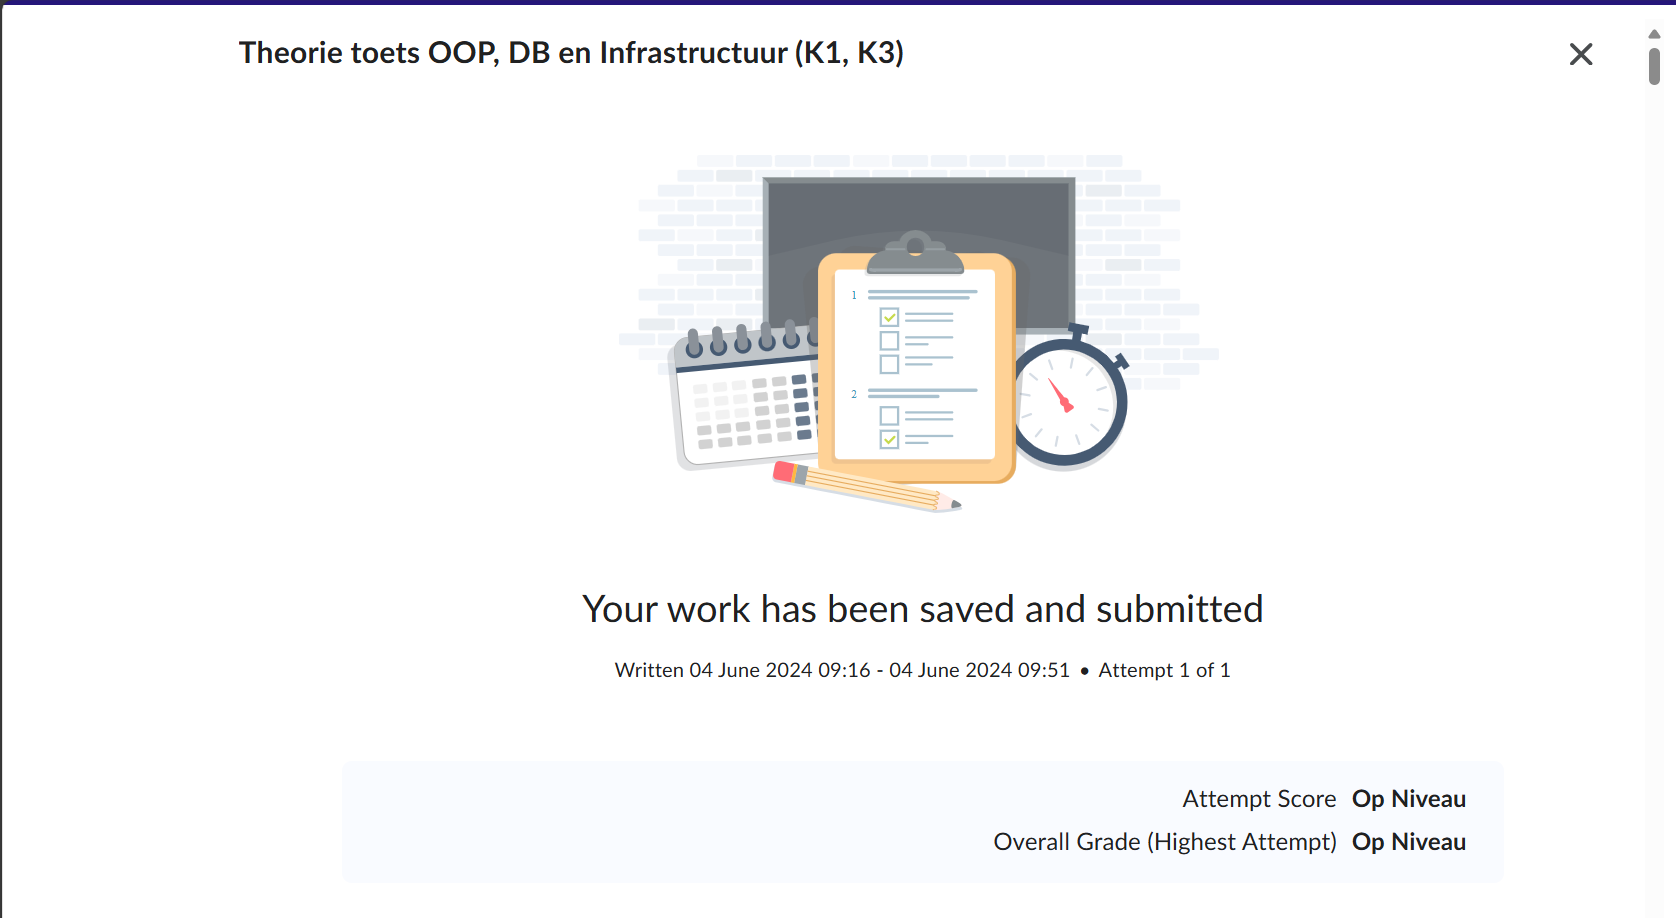 Theorie toets OOP, DB en Infrastructuur (K1, K3)
1
2
Your work has been saved and submitted
Written 04 June 2024 09:16 - 04 June 2024 09:51 • Attempt 1 of 1
Attempt Score Op Niveau
Overall Grade (Highest Attempt) Op Niveau